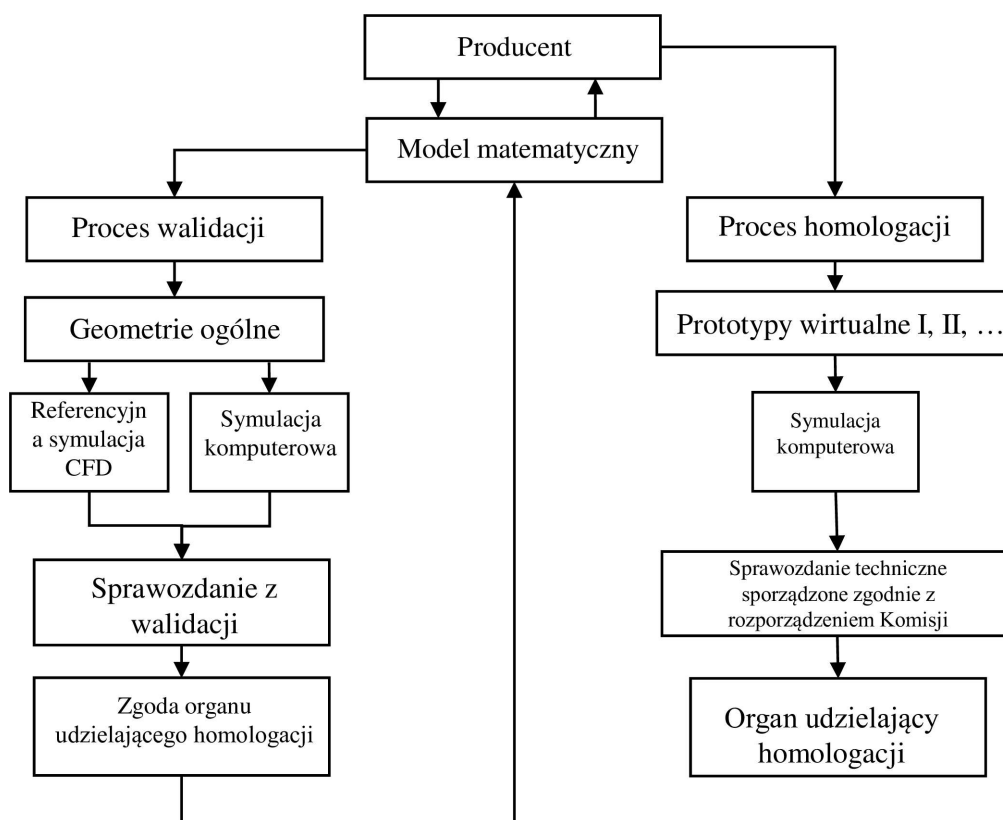 Producent
Model matematyczny
Proces walidacji
Proces homologacji
Geometrie ogólne
Prototypy wirtualne I, II, …
Referencyjn
a symulacja
CFD
Symulacja
komputerowa
Symulacja
komputerowa
Sprawozdanie z
walidacji
Sprawozdanie techniczne
sporządzone zgodnie z
rozporządzeniem Komisji
Zgoda organu
udzielającego homologacji
Organ udzielający
homologacji